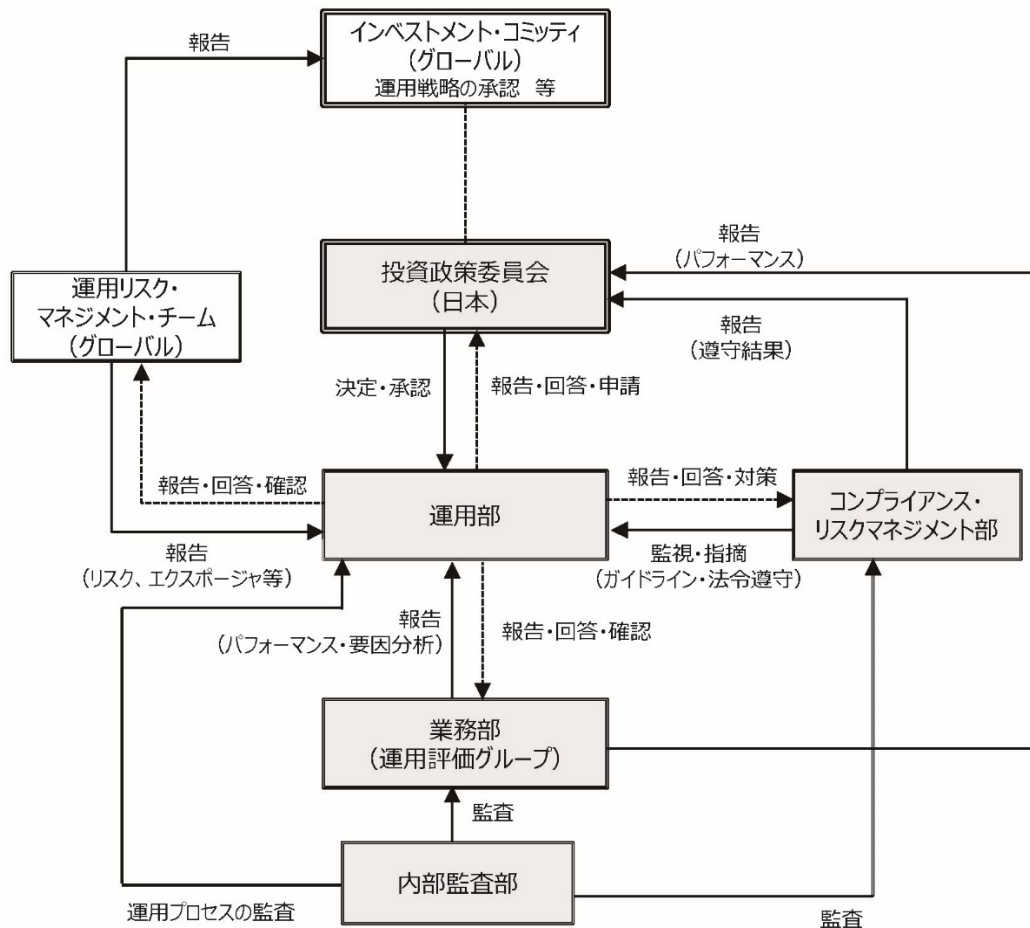 報告
インベストメント・コミッティ
(グローバル)
運用戦略の承認 等
投資政策委員会
(日本)
報告
(パフォーマンス)
運用リスク・
マネジメント・チーム
(グローバル)
報告
(遵守結果)
決定・承認
報告・回答・申請
報告・回答・確認
運用部
報告・回答・対策
コンプライアンス・
リスクマネジメント部
報告
(リスク、エクスポージャ等)
監視・指摘
(ガイドライン・法令遵守)
報告
(パフォーマンス・要因分析)
報告・回答・確認
業務部
(運用評価グループ)
監査
内部監査部
運用プロセスの監査
監査